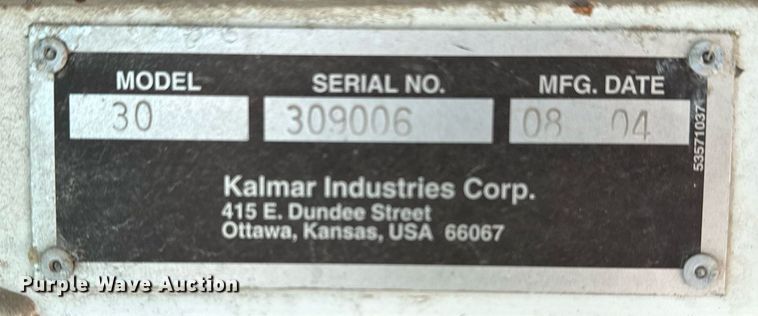 MODEL SERIAL NO. MFG. DATE
30 309006 08 04
53571037
Kalmar Industries Corp.
415 E. Dundee Street
Ottawa, Kansas, USA 66067
Purple Wave Auction